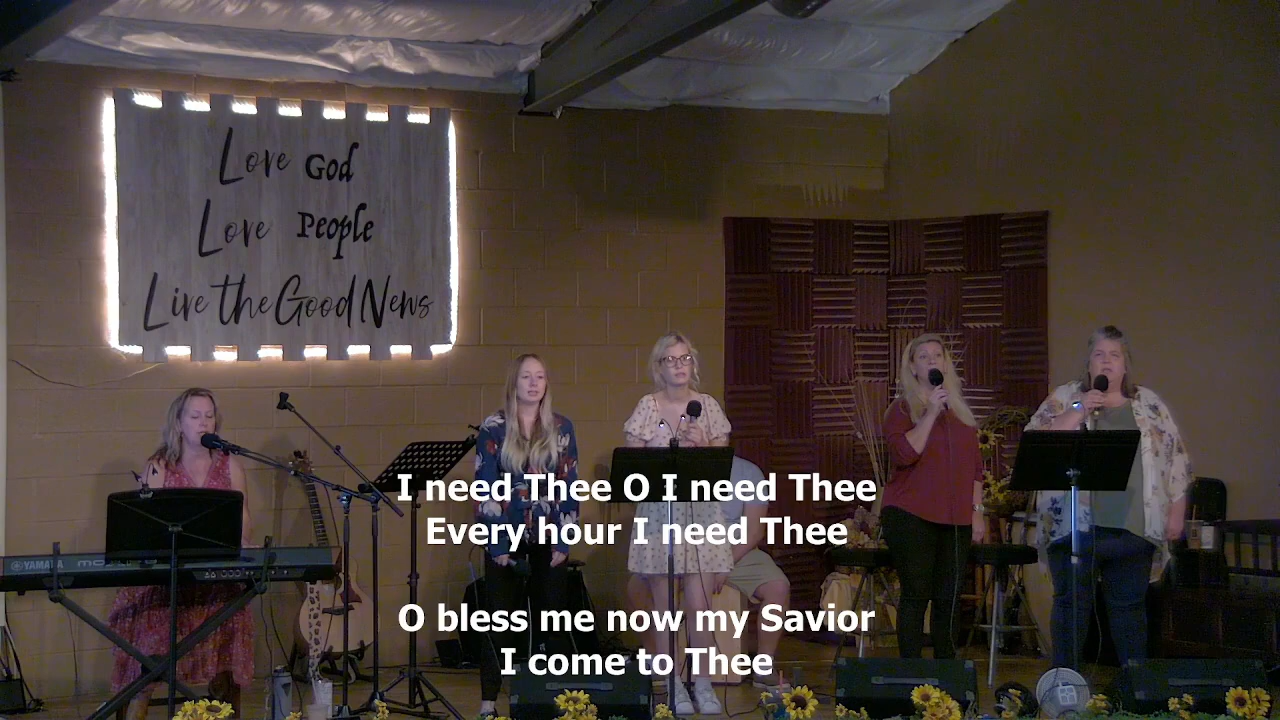 Love God
Love People
Live the Good News
I need Thee O I need Thee
Every hour I need Thee
O bless me now my Savior
I come to Thee
YAMAHA